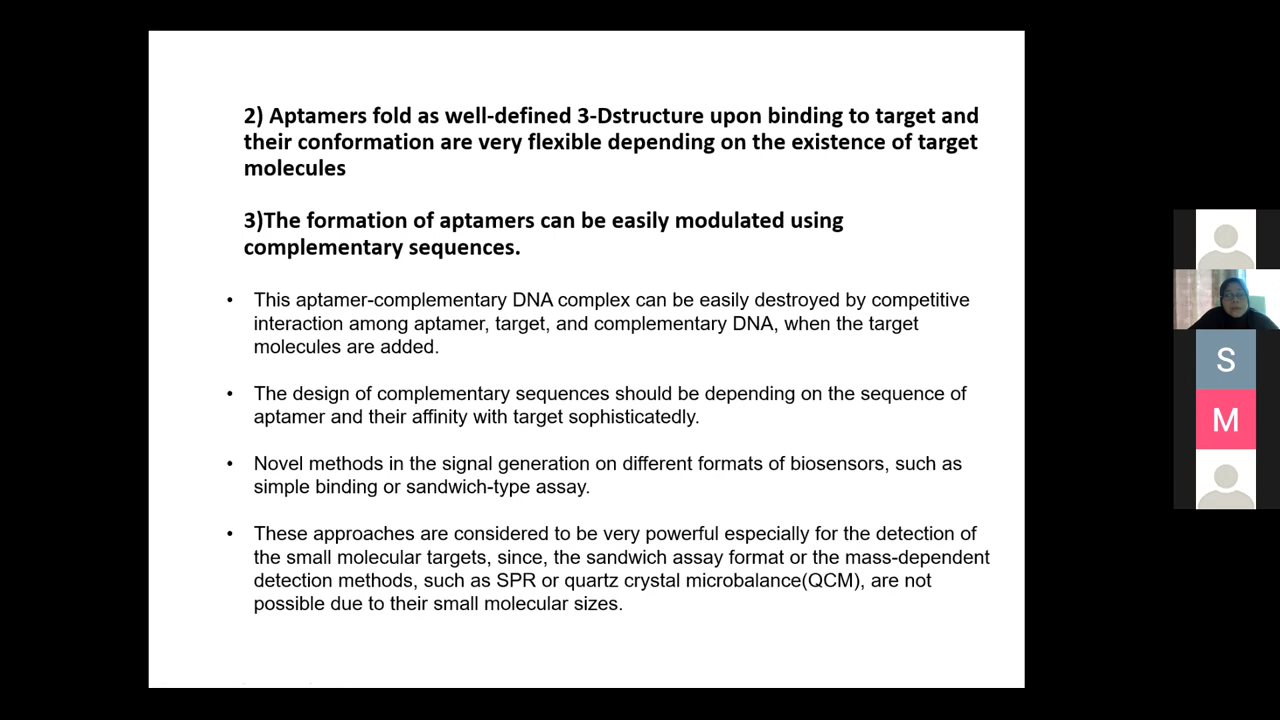 2) Aptamers fold as well-defined 3-Dstructure upon binding to target and
their conformation are very flexible depending on the existence of target
molecules
3)The formation of aptamers can be easily modulated using
complementary sequences.
• This aptamer-complementary DNA complex can be easily destroyed by competitive
interaction among aptamer, target, and complementary DNA, when the target
molecules are added.
• The design of complementary sequences should be depending on the sequence of
aptamer and their affinity with target sophisticatedly.
• Novel methods in the signal generation on different formats of biosensors, such as
simple binding or sandwich-type assay.
• These approaches are considered to be very powerful especially for the detection of
the small molecular targets, since, the sandwich assay format or the mass-dependent
detection methods, such as SPR or quartz crystal microbalance(QCM), are not
possible due to their small molecular sizes.
S
M